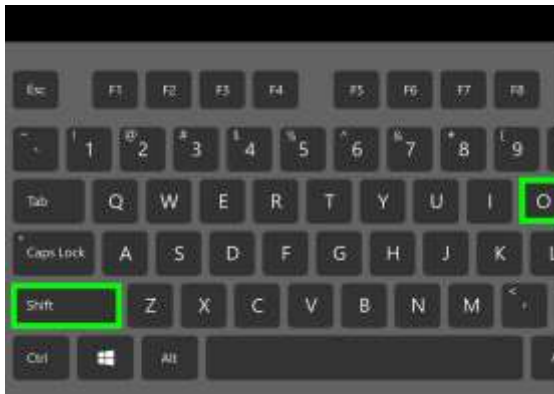 Esc F1 F2 F3 F4 F5 F6 F7 F8
~ ` ! 1 @ 2 # 3 $ 4 % 5 ^ 6 & 7 * 8 ( 9
Tab Q W E R T Y U I O
Caps Lock A S D F G H J K L
Shift Z X C V B N M < ,
Ctrl Alt A